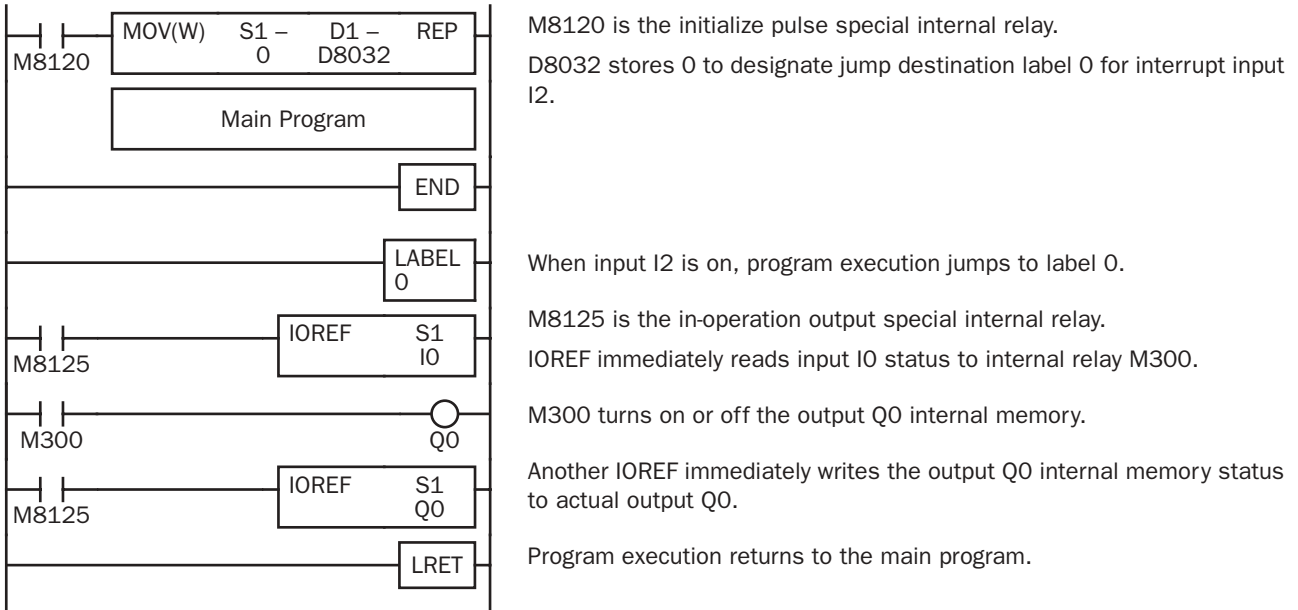 MOV(W) S1 – D1 – REP
0 D8032
M8120
M8120 is the initialize pulse special internal relay.
D8032 stores 0 to designate jump destination label 0 for interrupt input
I2.
Main Program
END
LABEL
0
When input I2 is on, program execution jumps to label 0.
IOREF S1
I0
M8125
M8125 is the in-operation output special internal relay.
IOREF immediately reads input I0 status to internal relay M300.
M300 Q0
M300 turns on or off the output Q0 internal memory.
IOREF S1
Q0
M8125
Another IOREF immediately writes the output Q0 internal memory status
to actual output Q0.
LRET
Program execution returns to the main program.